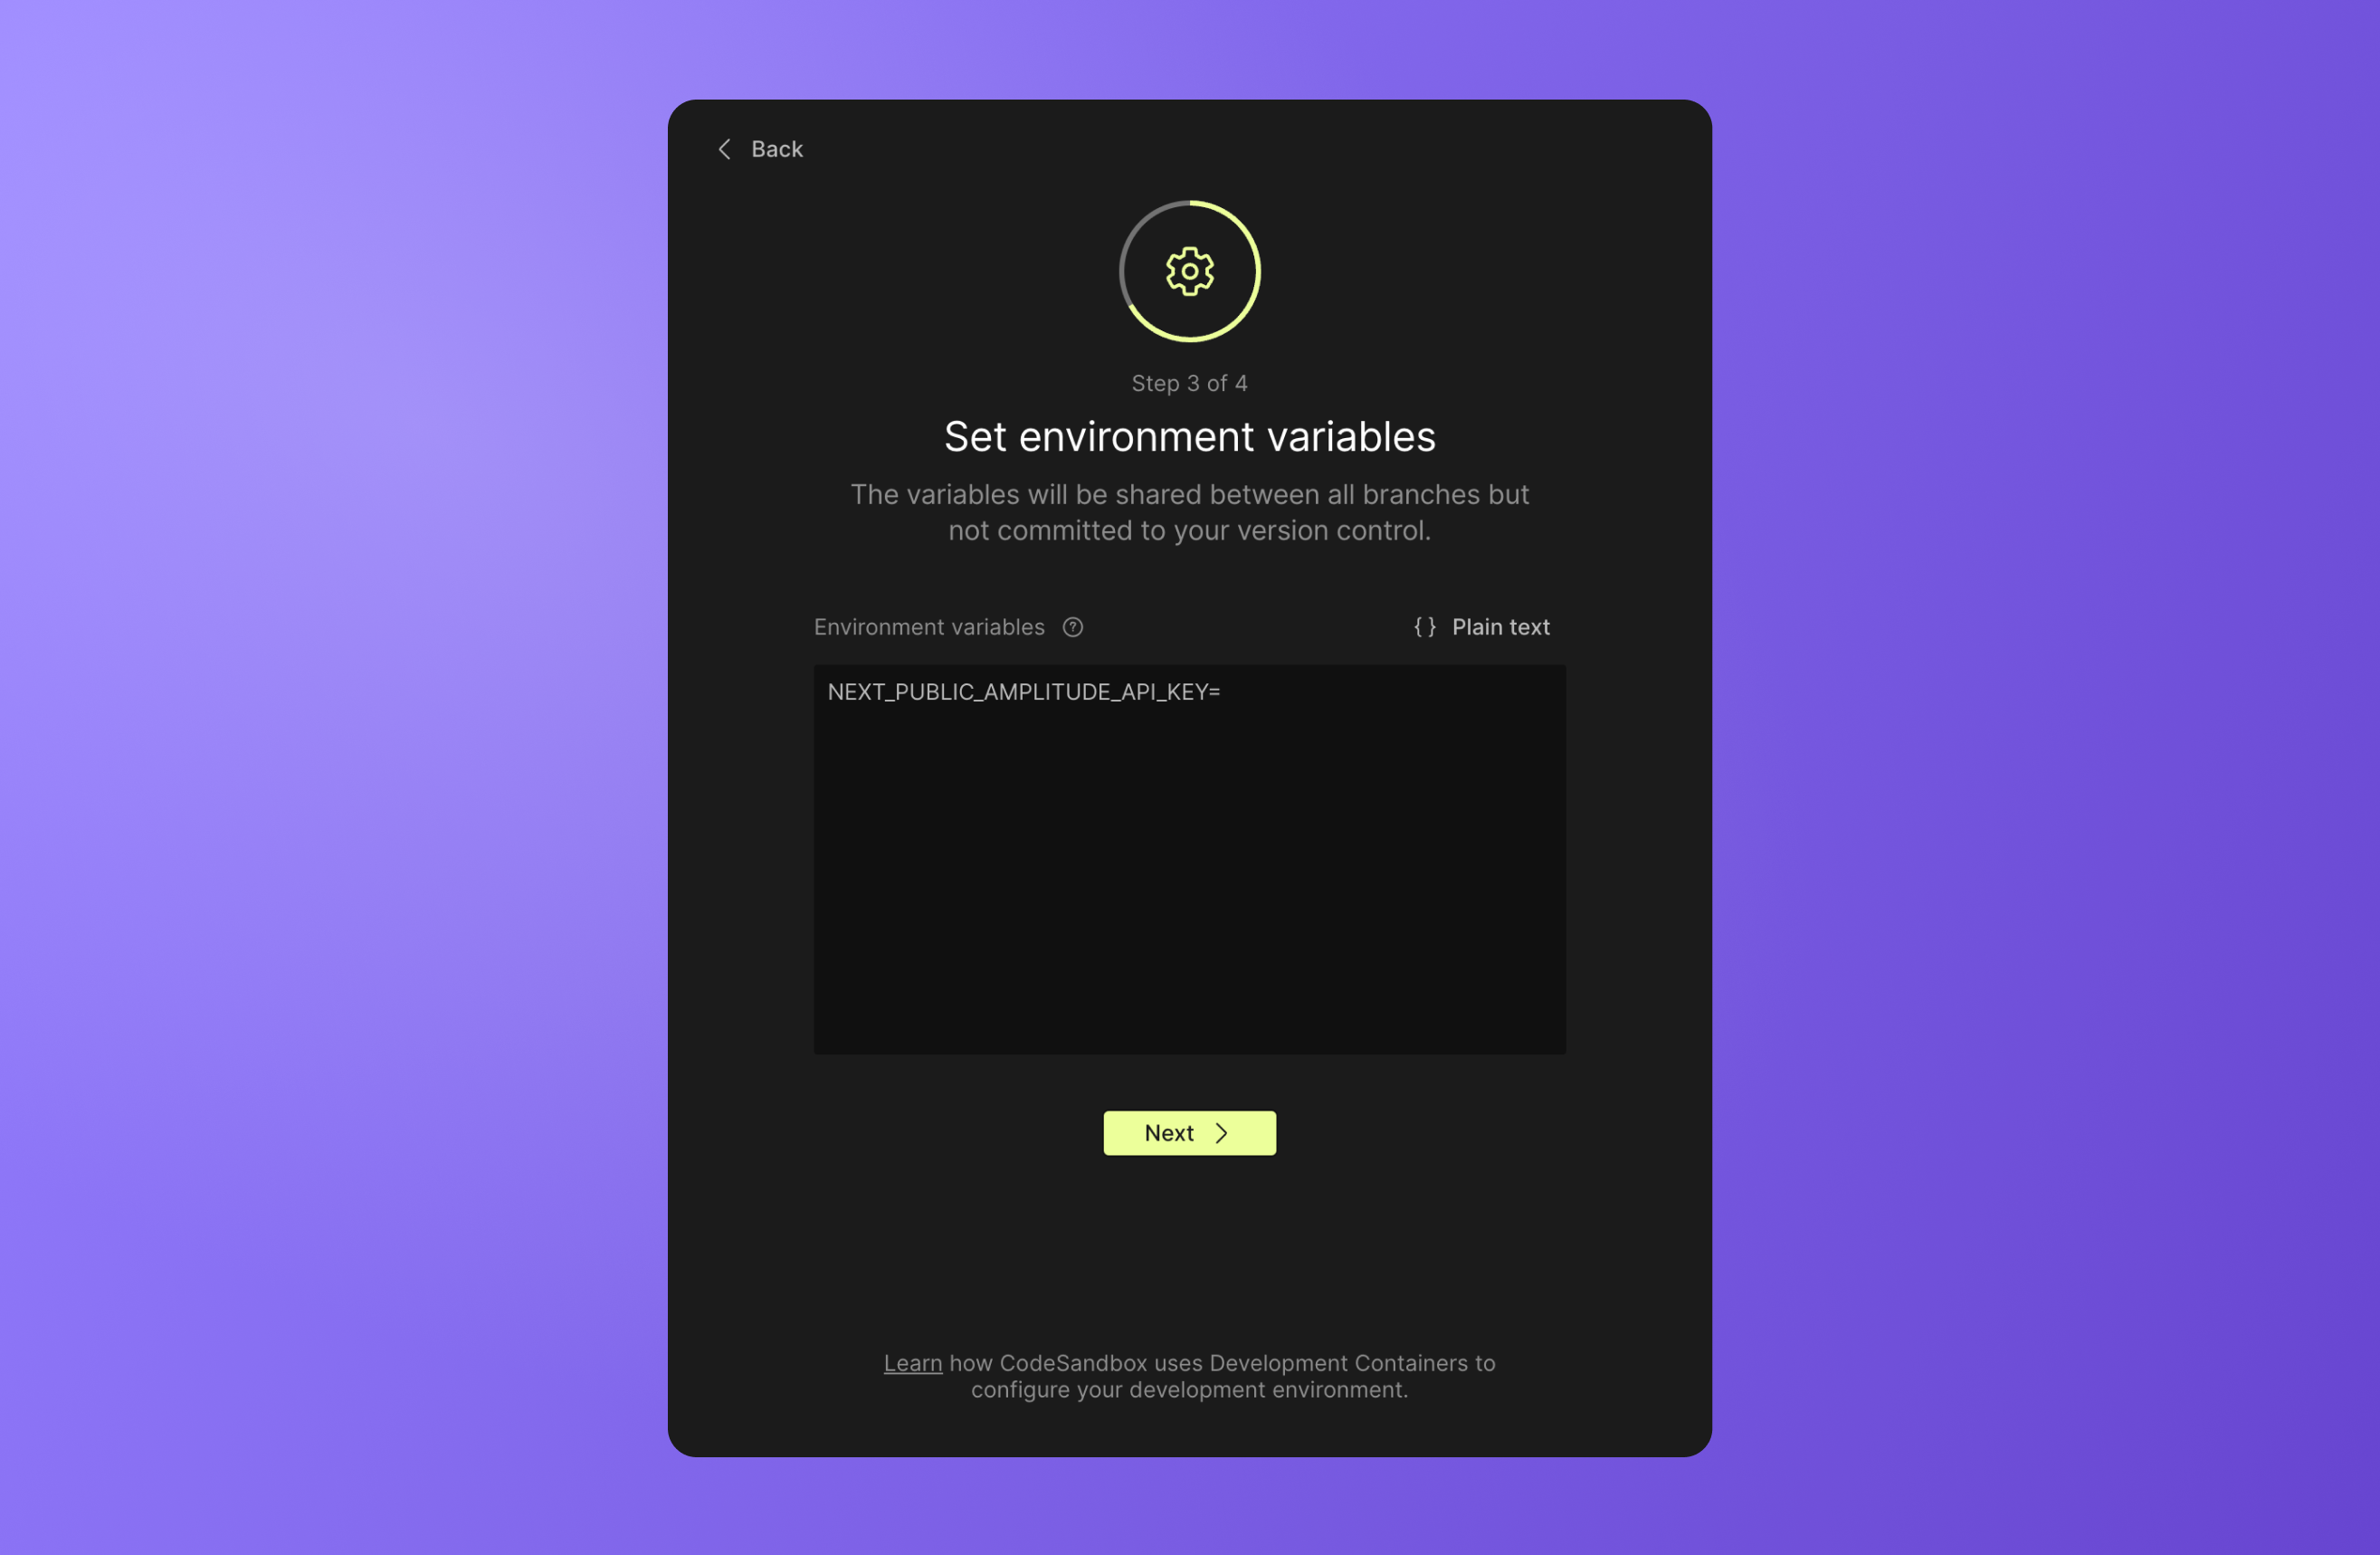 Back
Step 3 of 4
Set environment variables
The variables will be shared between all branches but
not committed to your version control.
Environment variables ?
{ } Plain text
NEXT_PUBLIC_AMPLITUDE_API_KEY=
Next
Learn how CodeSandbox uses Development Containers to
configure your development environment.